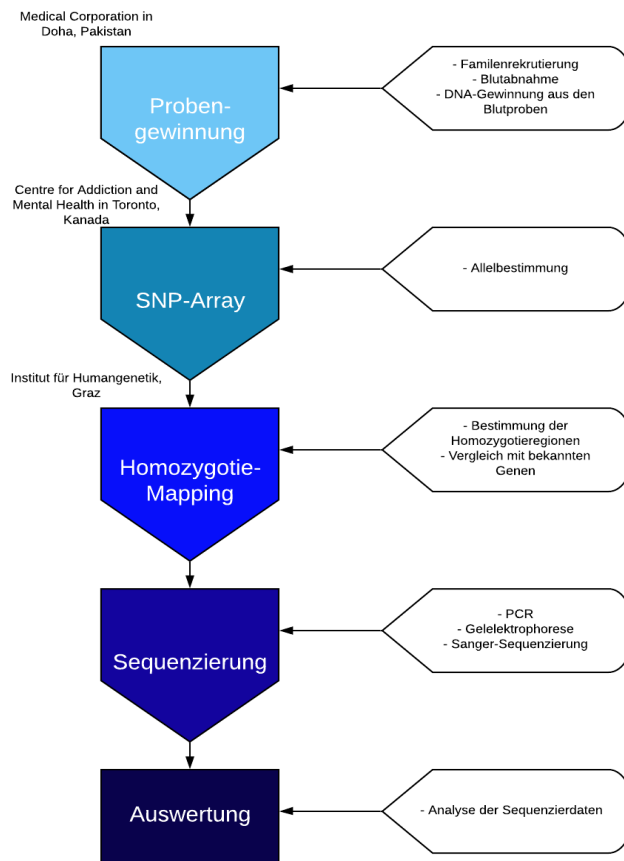 Medical Corporation in
Doha, Pakistan
Proben-
gewinnung
- Familenrekrutierung
- Blutabnahme
- DNA-Gewinnung aus den
Blutproben
Centre for Addiction and
Mental Health in Toronto,
Kanada
SNP-Array
- Allelbestimmung
Institut für Humangenetik,
Graz
Homozygotie-
Mapping
- Bestimmung der
Homozygotieregionen
- Vergleich mit bekannten
Genen
Sequenzierung
- PCR
- Gelelektrophorese
- Sanger-Sequenzierung
Auswertung
- Analyse der Sequenzierdaten